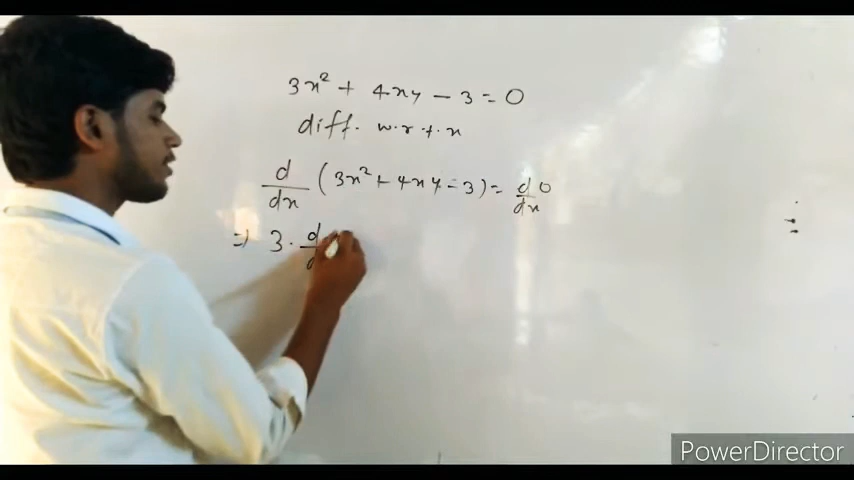 3x² + 4xy - 3 = 0
diff. w.r.t. x
d/dx (3x² + 4xy - 3) = d/dx 0
⇒ 3 · d
PowerDirector